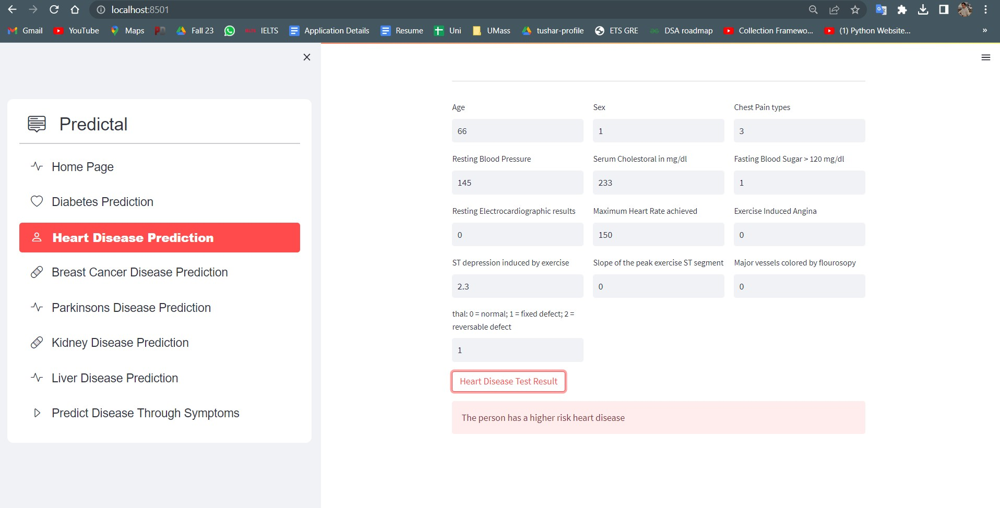 localhost:8501
Gmail YouTube Maps Fall 23 IELTS Application Details Resume Uni UMass tushar-profile ETS GRE DSA roadmap Collection Framewo... (1) Python Website... »
Predictal
Home Page
Diabetes Prediction
Heart Disease Prediction
Breast Cancer Disease Prediction
Parkinsons Disease Prediction
Kidney Disease Prediction
Liver Disease Prediction
Predict Disease Through Symptoms
Age Sex Chest Pain types
66 1 3
Resting Blood Pressure Serum Cholestoral in mg/dl Fasting Blood Sugar > 120 mg/dl
145 233 1
Resting Electrocardiographic results Maximum Heart Rate achieved Exercise Induced Angina
0 150 0
ST depression induced by exercise Slope of the peak exercise ST segment Major vessels colored by flourosopy
2.3 0 0
thal: 0 = normal; 1 = fixed defect; 2 =
reversable defect
1
Heart Disease Test Result
The person has a higher risk heart disease